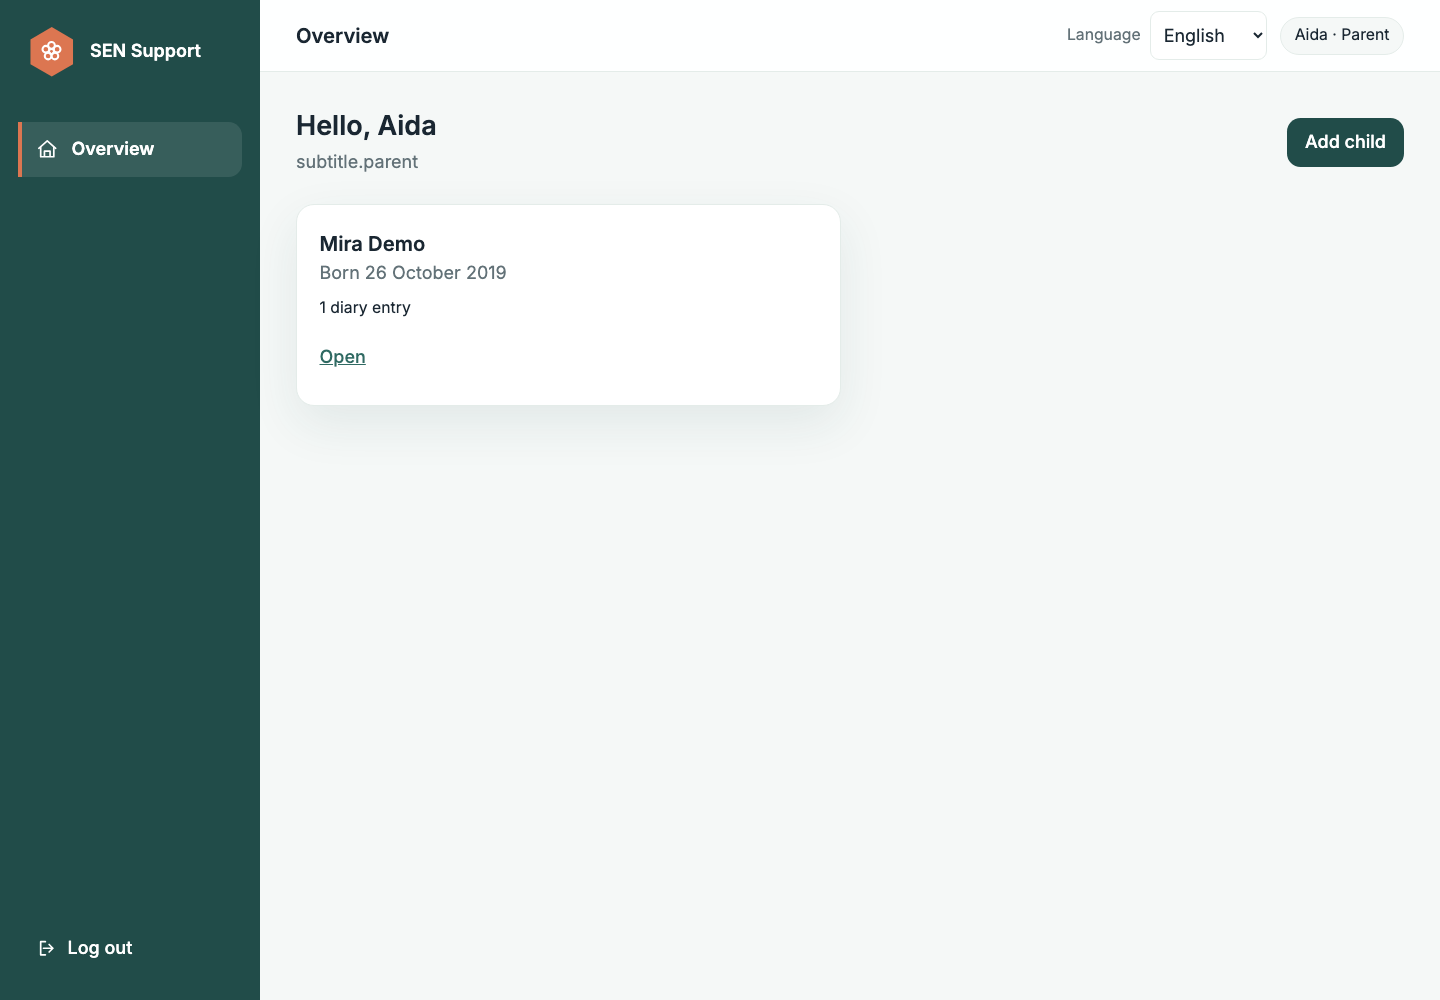 SEN Support
Overview
Log out
Overview
Language
English
Aida · Parent
Hello, Aida
subtitle.parent
Add child
Mira Demo
Born 26 October 2019
1 diary entry
Open